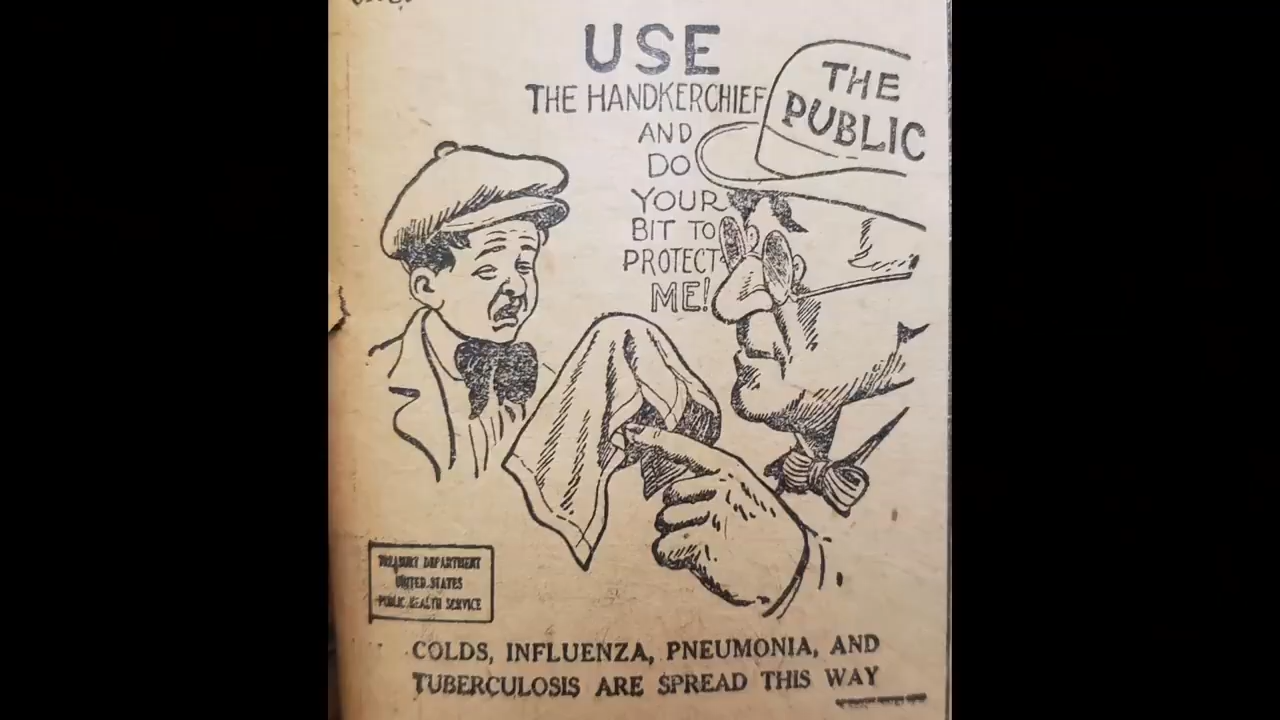 USE
THE HANDKERCHIEF
AND
DO
YOUR
BIT TO
PROTECT
ME!
THE
PUBLIC
TREASURY DEPARTMENT
UNITED STATES
PUBLIC HEALTH SERVICE
COLDS, INFLUENZA, PNEUMONIA, AND
TUBERCULOSIS ARE SPREAD THIS WAY